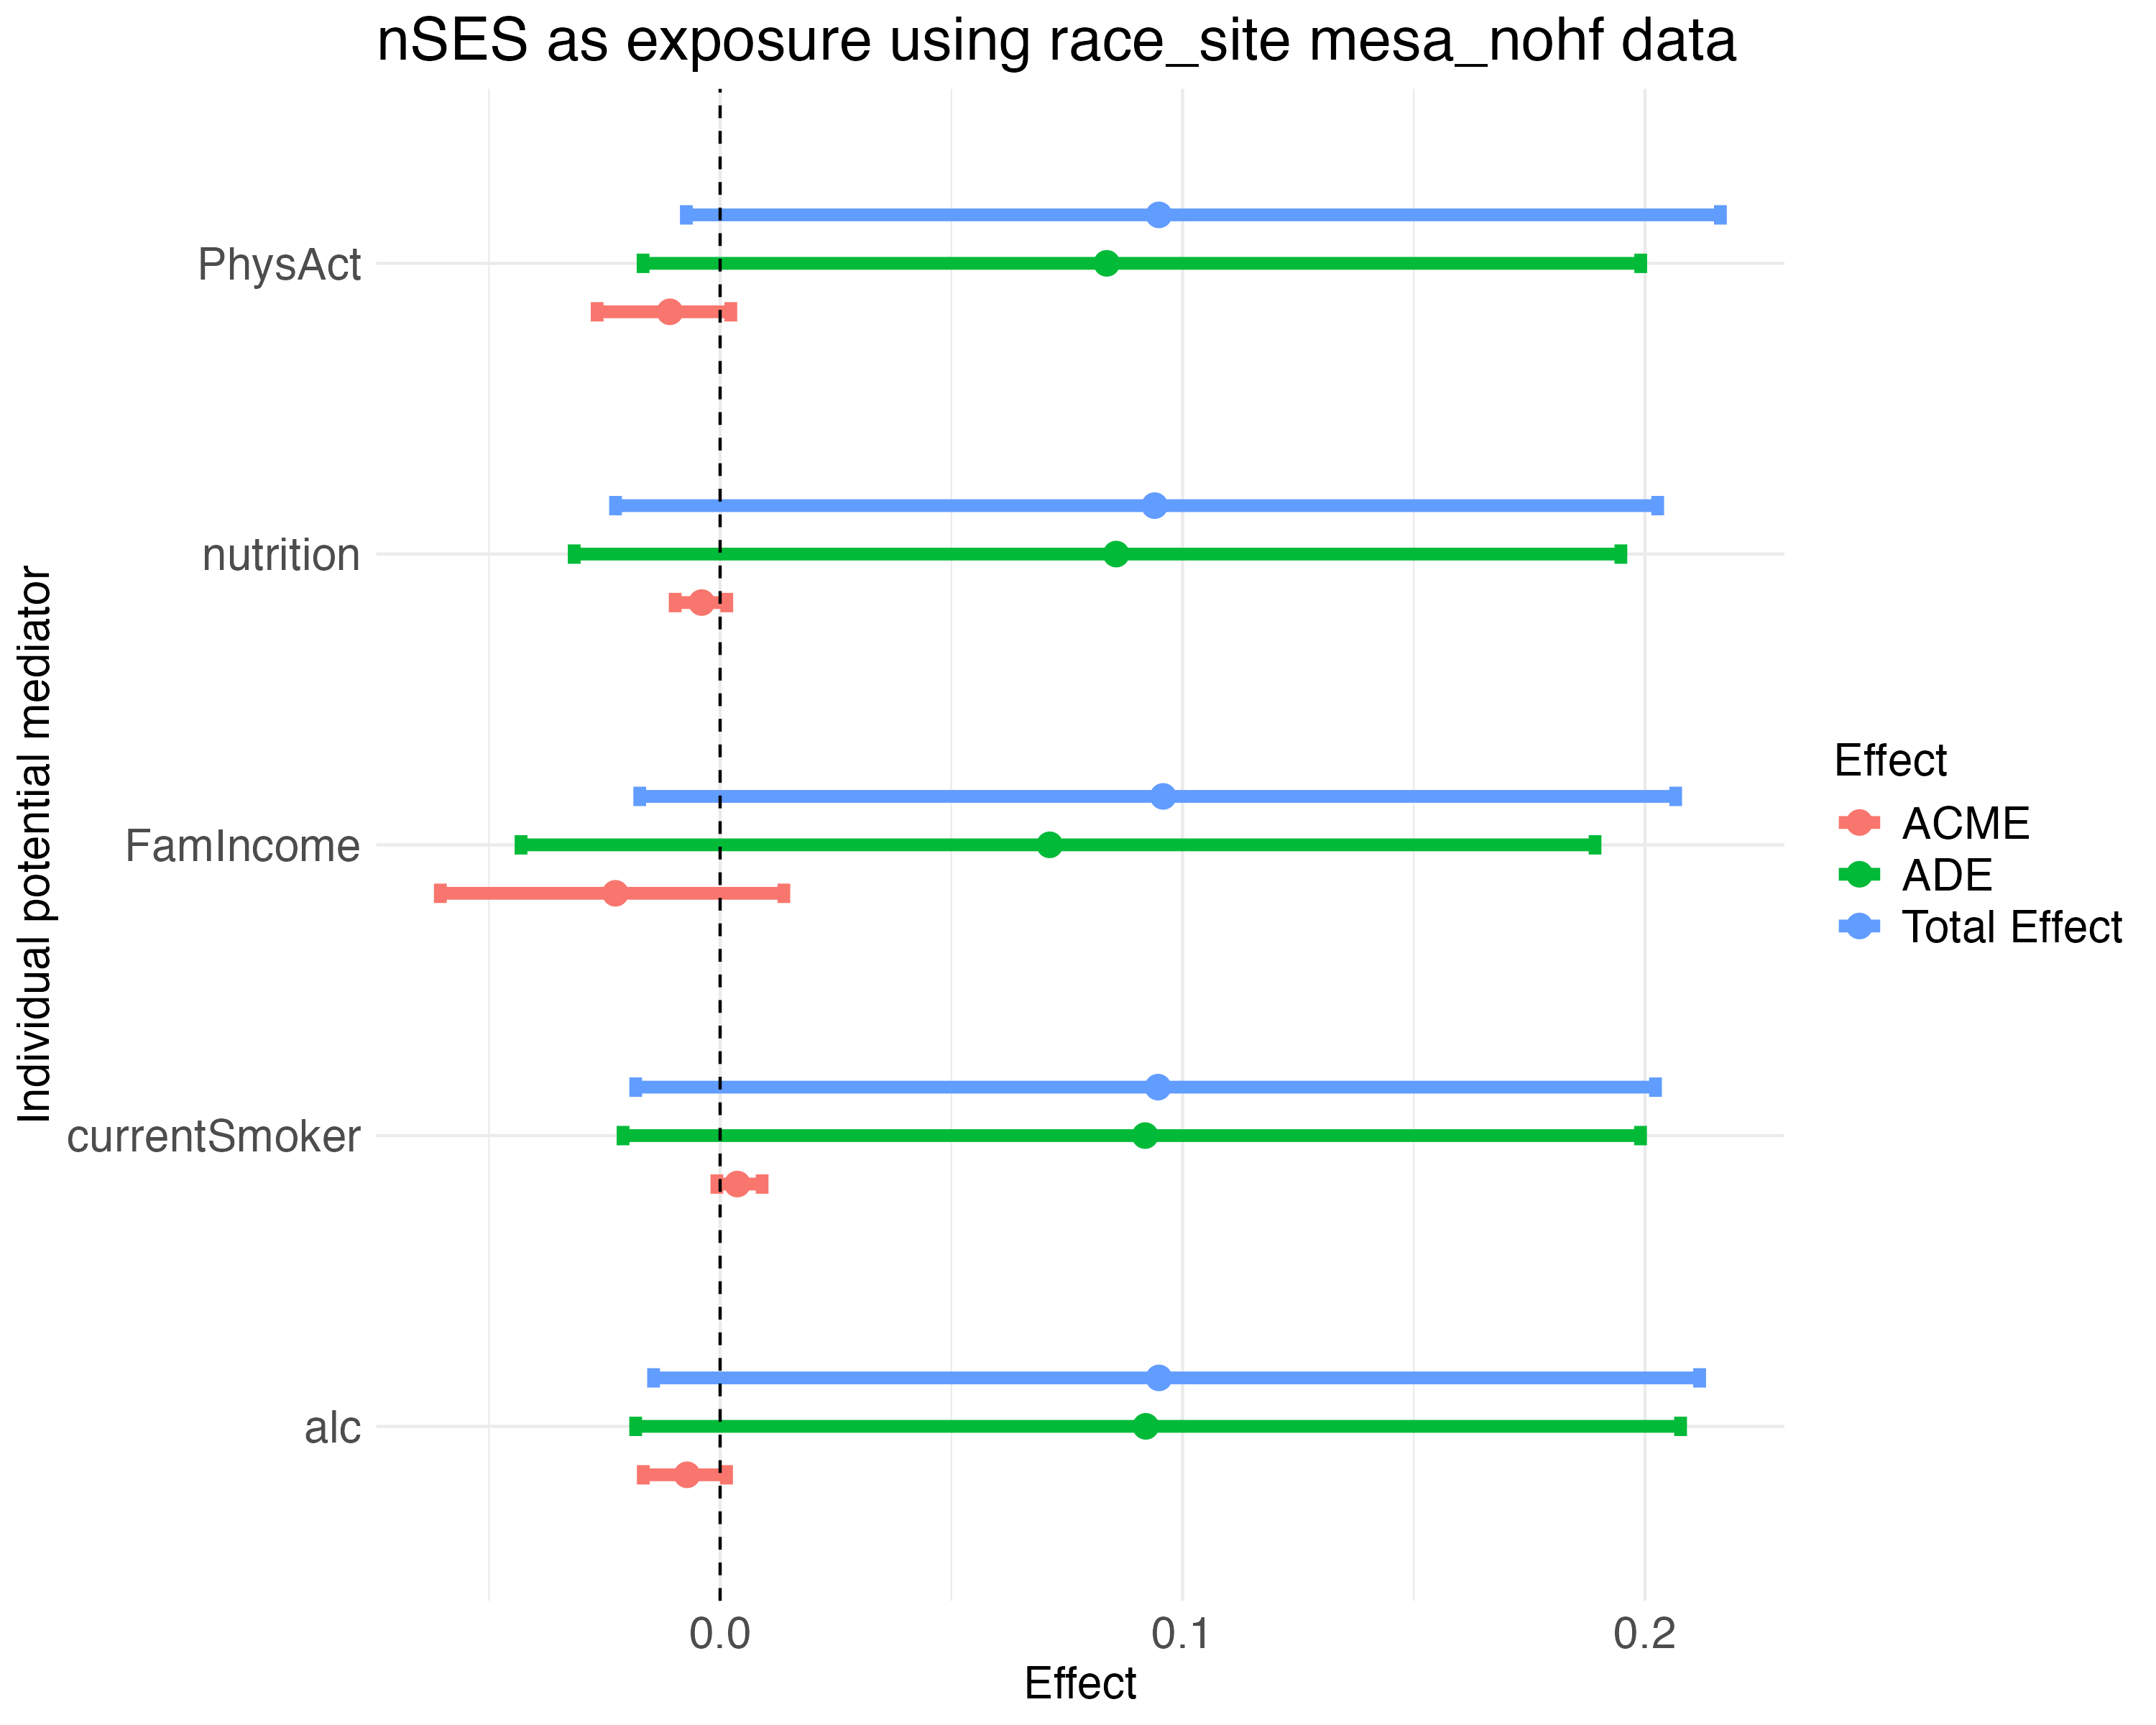 nSES as exposure using race_site mesa_nohf data
Individual potential mediator
PhysAct
nutrition
FamIncome
currentSmoker
alc
0.0
0.1
0.2
Effect
Effect
ACME
ADE
Total Effect